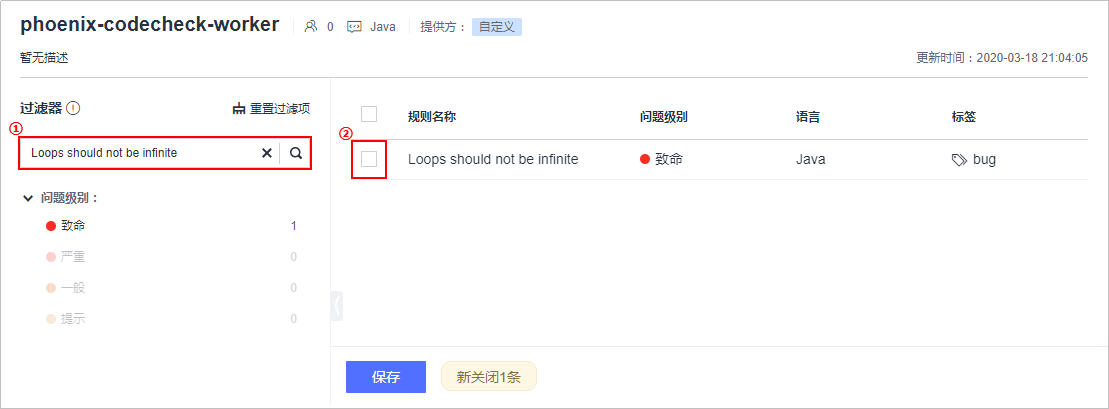 phoenix-codecheck-worker 0 Java 提供方：自定义
暂无描述 更新时间：2020-03-18 21:04:05
过滤器 重置过滤项
①
Loops should not be infinite
问题级别：
致命 1
严重 0
一般 0
提示 0
规则名称 问题级别 语言 标签
②
Loops should not be infinite 致命 Java bug
保存 新关闭1条